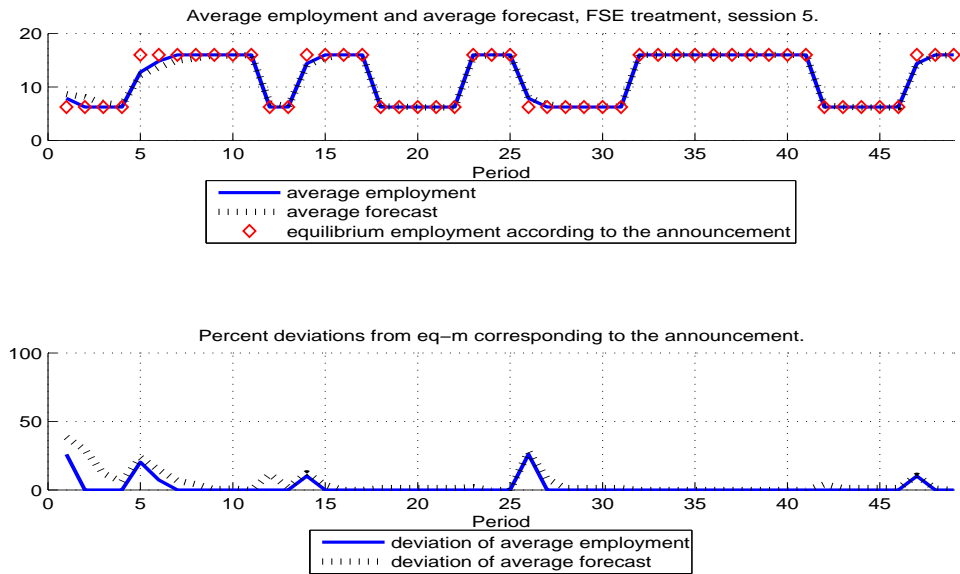 Average employment and average forecast, FSE treatment, session 5.
20
10
0
0 5 10 15 20 25 30 35 40 45
Period
average employment
average forecast
equilibrium employment according to the announcement
Percent deviations from eq−m corresponding to the announcement.
100
50
0
0 5 10 15 20 25 30 35 40 45
Period
deviation of average employment
deviation of average forecast